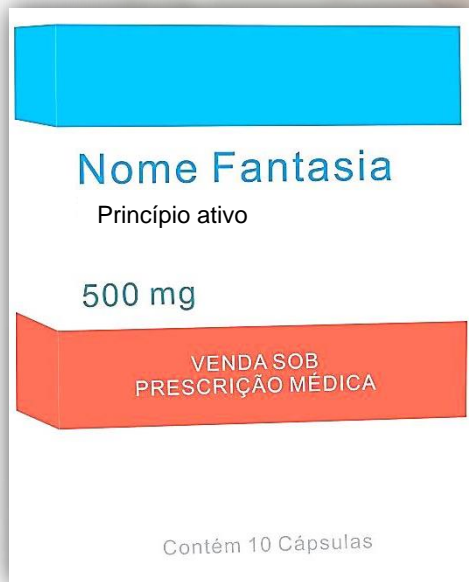 Nome Fantasia
Princípio ativo
500 mg
VENDA SOB
PRESCRIÇÃO MÉDICA
Contém 10 Cápsulas